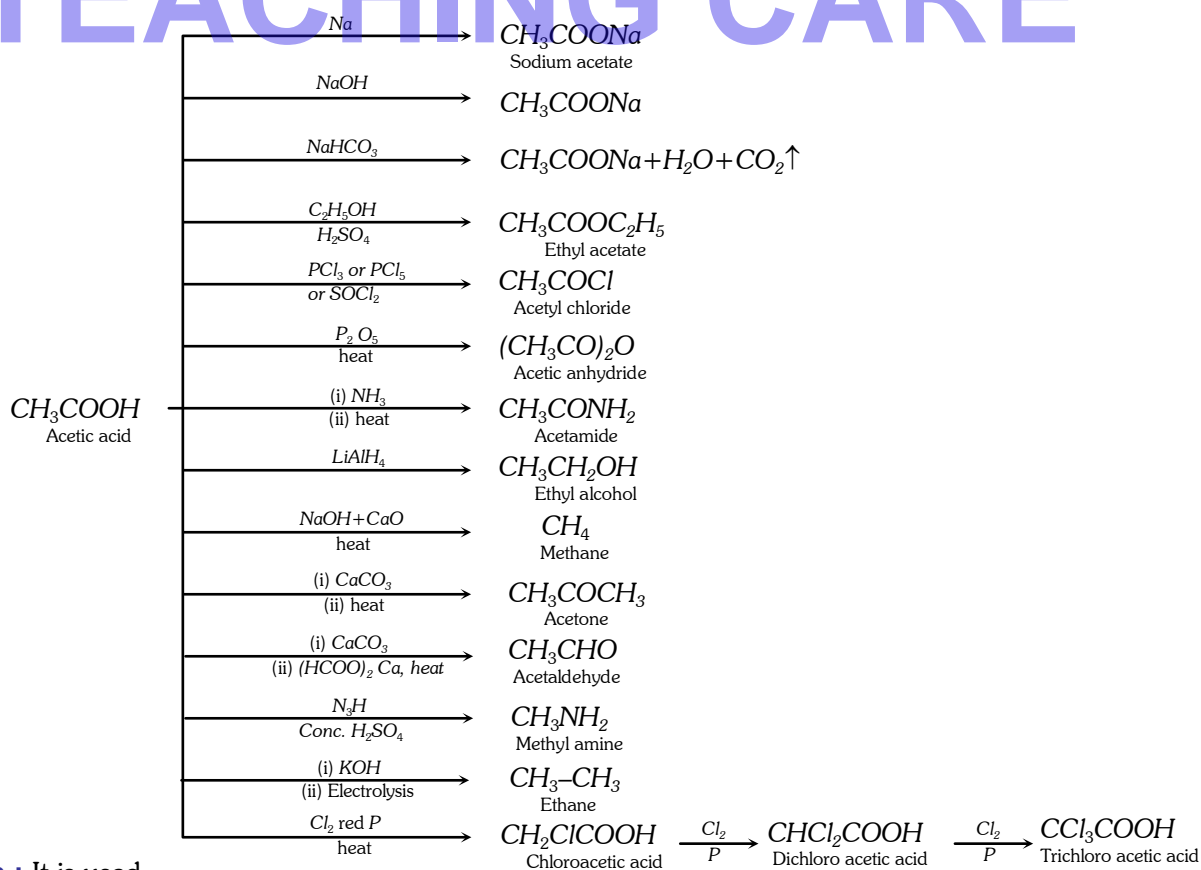 TEACHING CARE
Na
CH₃COONa
Sodium acetate
NaOH
CH₃COONa
NaHCO₃
CH₃COONa+H₂O+CO₂↑
C₂H₅OH
H₂SO₄
CH₃COOC₂H₅
Ethyl acetate
PCl₃ or PCl₅
or SOCl₂
CH₃COCl
Acetyl chloride
P₂ O₅
heat
(CH₃CO)₂O
Acetic anhydride
CH₃COOH
Acetic acid
(i) NH₃
(ii) heat
CH₃CONH₂
Acetamide
LiAlH₄
CH₃CH₂OH
Ethyl alcohol
NaOH+CaO
heat
CH₄
Methane
(i) CaCO₃
(ii) heat
CH₃COCH₃
Acetone
(i) CaCO₃
(ii) (HCOO)₂ Ca, heat
CH₃CHO
Acetaldehyde
N₃H
Conc. H₂SO₄
CH₃NH₂
Methyl amine
(i) KOH
(ii) Electrolysis
CH₃–CH₃
Ethane
Cl₂ red P
heat
CH₂ClCOOH
Chloroacetic acid
Cl₂
P
CHCl₂COOH
Dichloro acetic acid
Cl₂
P
CCl₃COOH
Trichloro acetic acid
: It is used